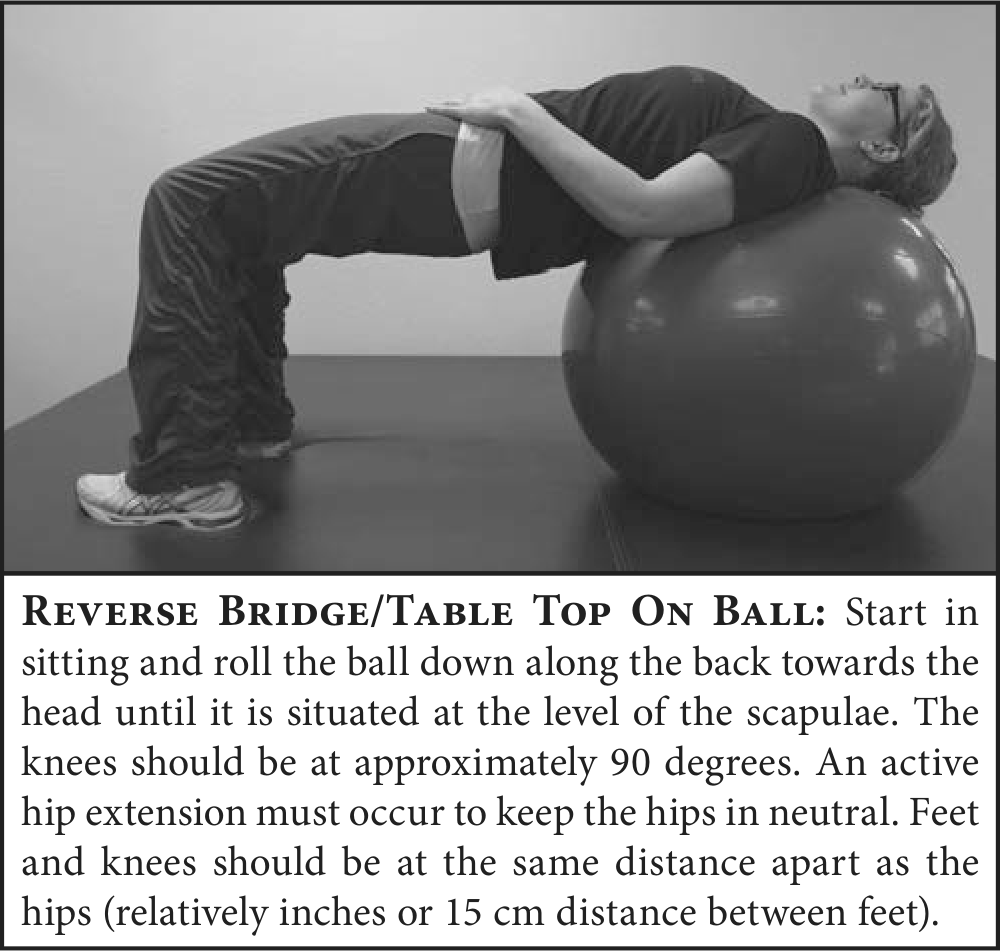 Reverse Bridge/Table Top On Ball: Start in
sitting and roll the ball down along the back towards the
head until it is situated at the level of the scapulae. The
knees should be at approximately 90 degrees. An active
hip extension must occur to keep the hips in neutral. Feet
and knees should be at the same distance apart as the
hips (relatively inches or 15 cm distance between feet).